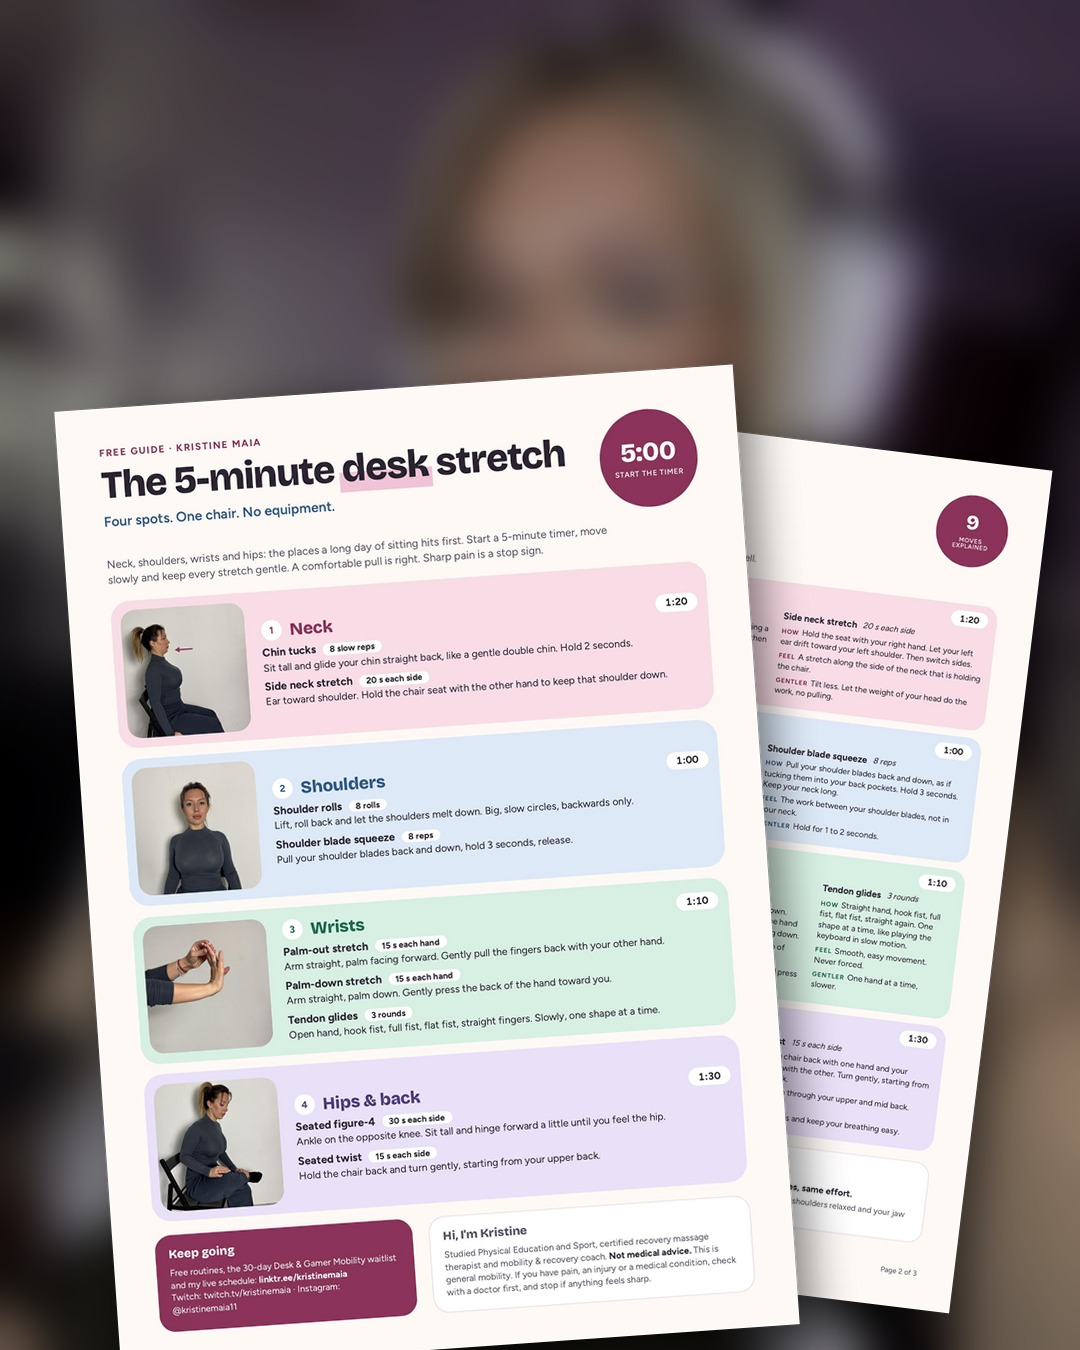 FREE GUIDE · KRISTINE MAIA
The 5-minute desk stretch
Four spots. One chair. No equipment.
5:00
START THE TIMER
Neck, shoulders, wrists and hips: the places a long day of sitting hits first. Start a 5-minute timer, move
slowly and keep every stretch gentle. A comfortable pull is right. Sharp pain is a stop sign.
1 Neck
1:20
Chin tucks 8 slow reps
Sit tall and glide your chin straight back, like a gentle double chin. Hold 2 seconds.
Side neck stretch 20 s each side
Ear toward shoulder. Hold the chair seat with the other hand to keep that shoulder down.
2 Shoulders
1:00
Shoulder rolls 8 rolls
Lift, roll back and let the shoulders melt down. Big, slow circles, backwards only.
Shoulder blade squeeze 8 reps
Pull your shoulder blades back and down, hold 3 seconds, release.
3 Wrists
1:10
Palm-out stretch 15 s each hand
Arm straight, palm facing forward. Gently pull the fingers back with your other hand.
Palm-down stretch 15 s each hand
Arm straight, palm down. Gently press the back of the hand toward you.
Tendon glides 3 rounds
Open hand, hook fist, full fist, flat fist, straight fingers. Slowly, one shape at a time.
4 Hips & back
1:30
Seated figure-4 30 s each side
Ankle on the opposite knee. Sit tall and hinge forward a little until you feel the hip.
Seated twist 15 s each side
Hold the chair back and turn gently, starting from your upper back.
Keep going
Free routines, the 30-day Desk & Gamer Mobility waitlist
and my live schedule: linktr.ee/kristinemaia
Twitch: twitch.tv/kristinemaia · Instagram:
@kristinemaia11
Hi, I'm Kristine
Studied Physical Education and Sport, certified recovery massage
therapist and mobility & recovery coach. Not medical advice. This is
general mobility. If you have pain, an injury or a medical condition, check
with a doctor first, and stop if anything feels sharp.
9
MOVES
EXPLAINED
1:20
Side neck stretch 20 s each side
HOW Hold the seat with your right hand. Let your left
ear drift toward your left shoulder. Then switch sides.
FEEL A stretch along the side of the neck that is holding
the chair.
GENTLER Tilt less. Let the weight of your head do the
work, no pulling.
1:00
Shoulder blade squeeze 8 reps
HOW Pull your shoulder blades back and down, as if
tucking them into your back pockets. Hold 3 seconds.
Keep your neck long.
The work between your shoulder blades, not in
neck.
Hold for 1 to 2 seconds.
1:10
Tendon glides 3 rounds
HOW Straight hand, hook fist, full
fist, flat fist, straight again. One
shape at a time, like playing the
keyboard in slow motion.
FEEL Smooth, easy movement.
Never forced.
GENTLER One hand at a time,
slower.
hand
down.
of
press
1:30
15 s each side
chair back with one hand and your
with the other. Turn gently, starting from
through your upper and mid back.
and keep your breathing easy.
same effort.
shoulders relaxed and your jaw
Page 2 of 3